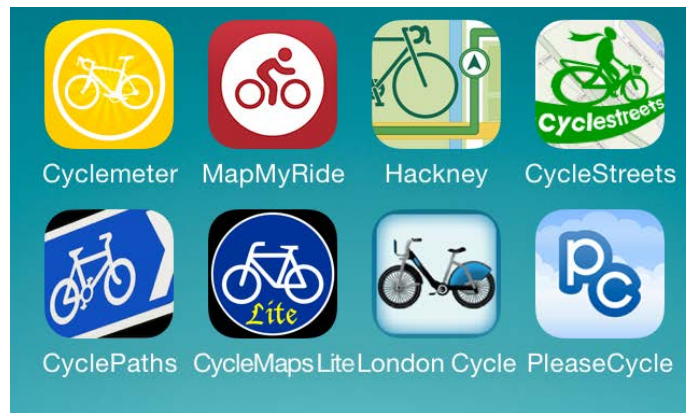 Cyclestreets
Cyclemeter MapMyRide Hackney CycleStreets
Lite
pc
CyclePaths CycleMaps Lite London Cycle PleaseCycle